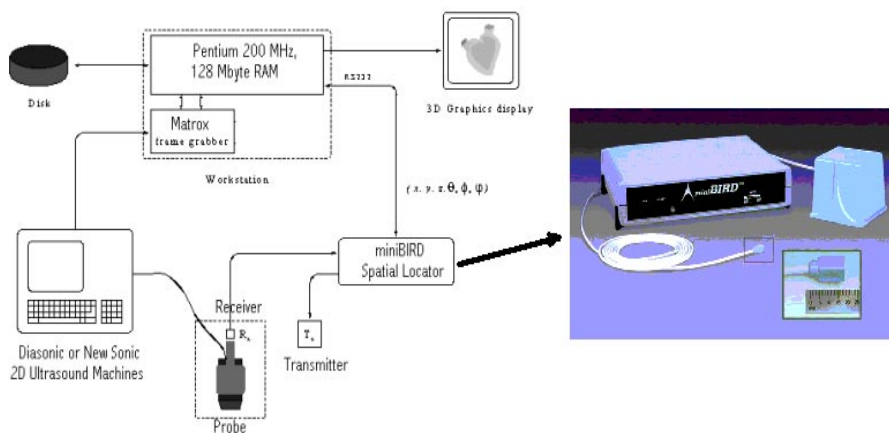 Pentium 200 MHz,
128 Mbyte RAM
RS232
Disk
Matrox
frame grabber
Workstation
3D Graphics display
(x, y, z, θ, ϕ, φ)
miniBIRD
Spatial Locator
miniBIRD
Receiver
Rx
Tx
Transmitter
Diasonic or New Sonic
2D Ultrasound Machines
Probe